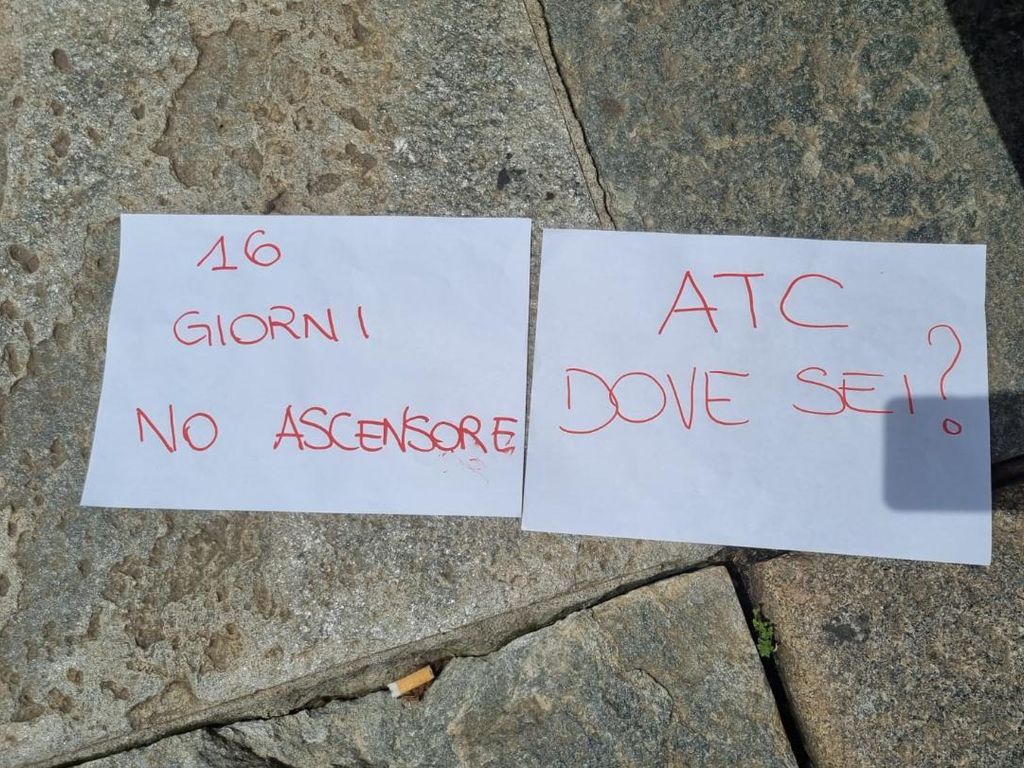 16
GIORNI
NO ASCENSORE
ATC
DOVE SEI?